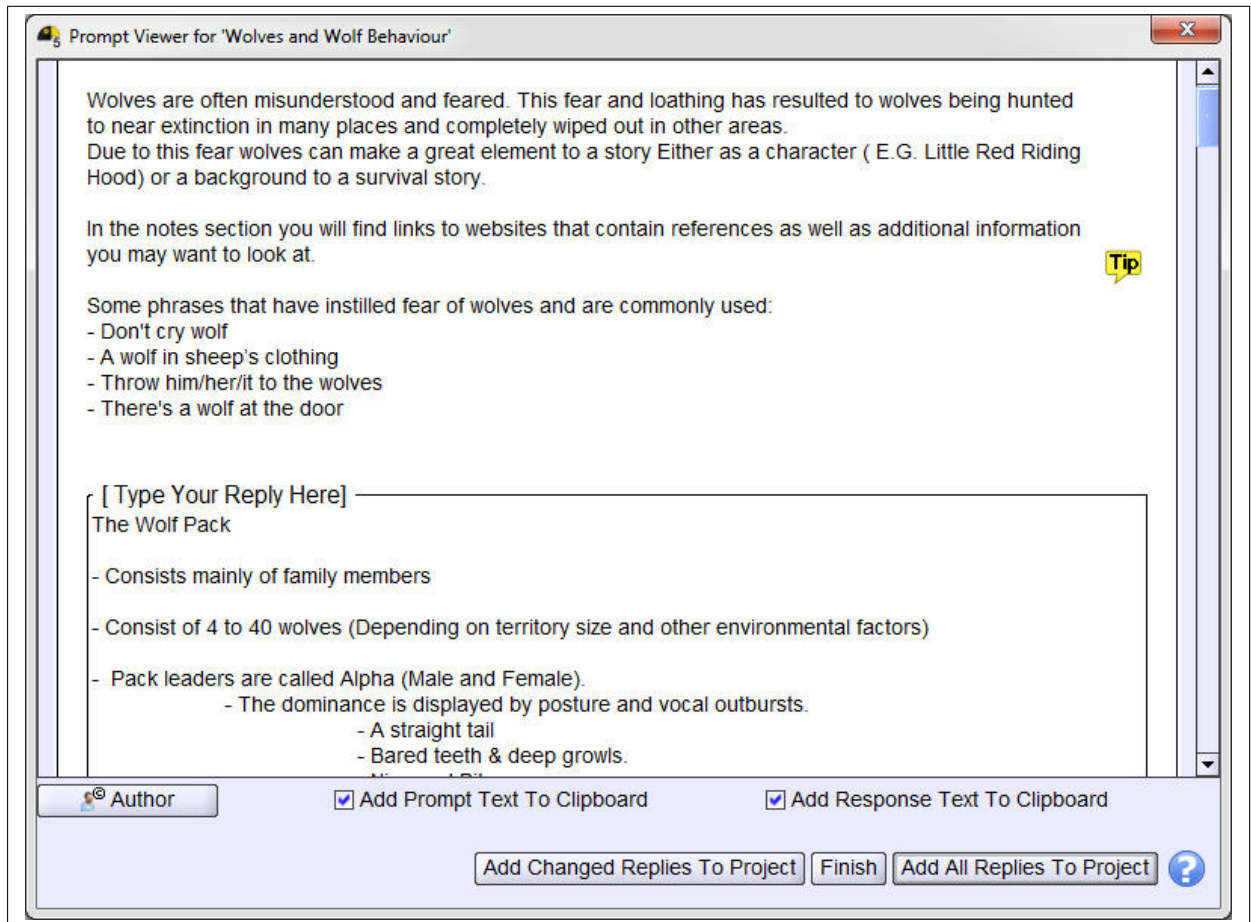 Prompt Viewer for 'Wolves and Wolf Behaviour'
Wolves are often misunderstood and feared. This fear and loathing has resulted to wolves being hunted
to near extinction in many places and completely wiped out in other areas.
Due to this fear wolves can make a great element to a story Either as a character ( E.G. Little Red Riding
Hood) or a background to a survival story.
In the notes section you will find links to websites that contain references as well as additional information
you may want to look at.
Tip
Some phrases that have instilled fear of wolves and are commonly used:
- Don't cry wolf
- A wolf in sheep's clothing
- Throw him/her/it to the wolves
- There's a wolf at the door
[ Type Your Reply Here]
The Wolf Pack
- Consists mainly of family members
- Consist of 4 to 40 wolves (Depending on territory size and other environmental factors)
- Pack leaders are called Alpha (Male and Female).
- The dominance is displayed by posture and vocal outbursts.
- A straight tail
- Bared teeth & deep growls.
© Author
Add Prompt Text To Clipboard
Add Response Text To Clipboard
Add Changed Replies To Project
Finish
Add All Replies To Project
?